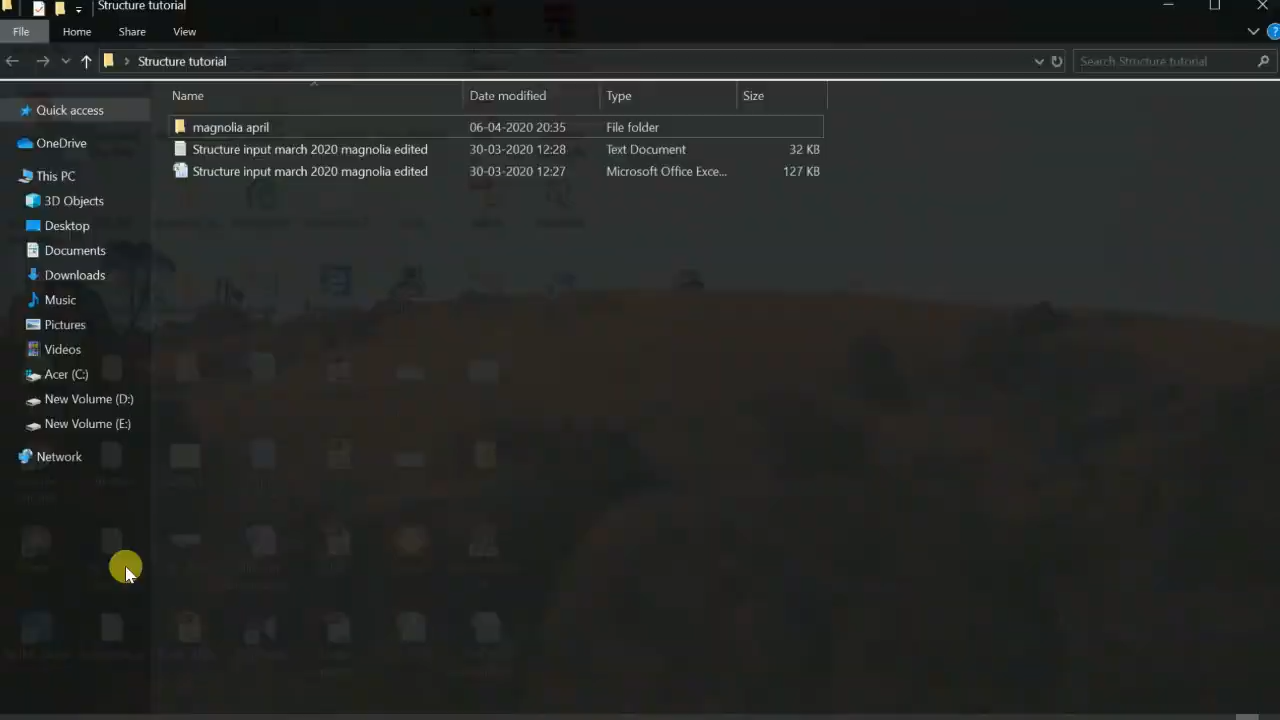 Structure tutorial
File Home Share View
Structure tutorial
Search Structure tutorial
Name Date modified Type Size
Quick access
OneDrive
This PC
3D Objects
Desktop
Documents
Downloads
Music
Pictures
Videos
Acer (C:)
New Volume (D:)
New Volume (E:)
Network
magnolia april 06-04-2020 20:35 File folder
Structure input march 2020 magnolia edited 30-03-2020 12:28 Text Document 32 KB
Structure input march 2020 magnolia edited 30-03-2020 12:27 Microsoft Office Exce... 127 KB